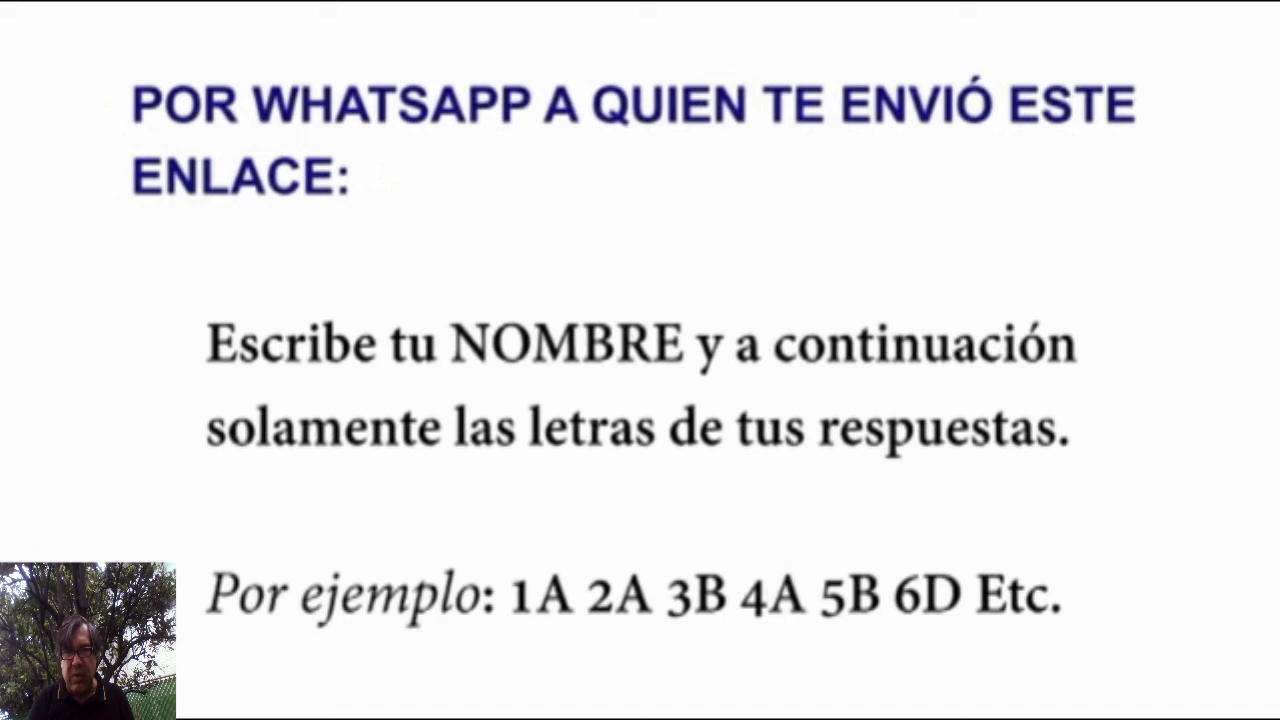 POR WHATSAPP A QUIEN TE ENVIÓ ESTE
ENLACE:
Escribe tu NOMBRE y a continuación
solamente las letras de tus respuestas.
Por ejemplo: 1A 2A 3B 4A 5B 6D Etc.